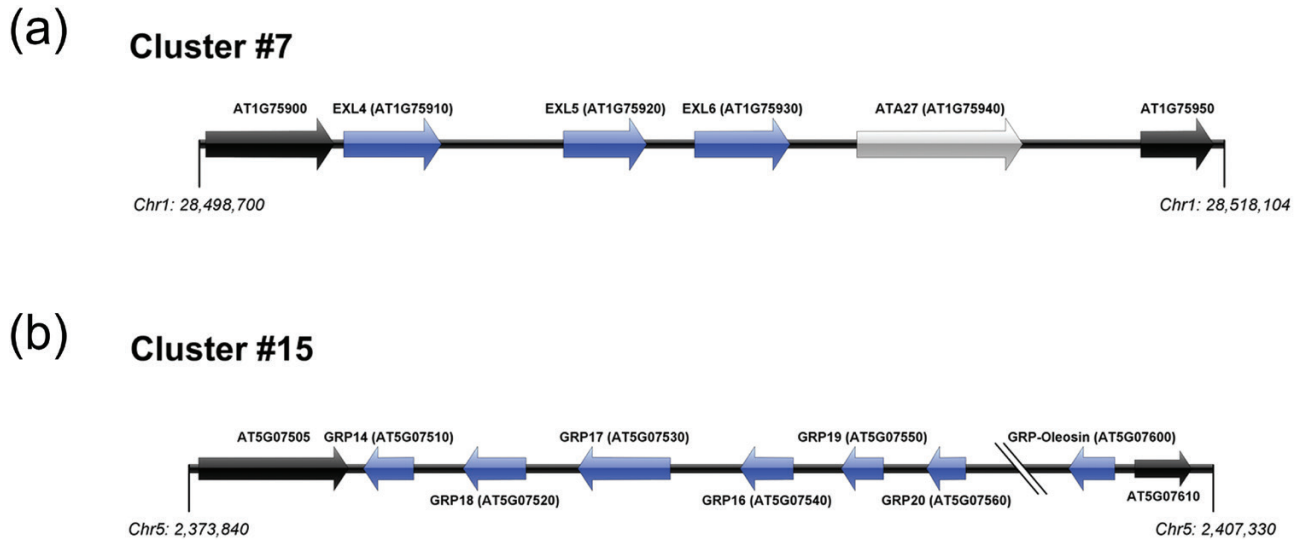 (a)
Cluster #7
AT1G75900 EXL4 (AT1G75910) EXL5 (AT1G75920) EXL6 (AT1G75930) ATA27 (AT1G75940) AT1G75950
Chr1: 28,498,700 Chr1: 28,518,104
(b)
Cluster #15
AT5G07505 GRP14 (AT5G07510) GRP17 (AT5G07530) GRP19 (AT5G07550) GRP-Oleosin (AT5G07600)
GRP18 (AT5G07520) GRP16 (AT5G07540) GRP20 (AT5G07560) AT5G07610
Chr5: 2,373,840 Chr5: 2,407,330